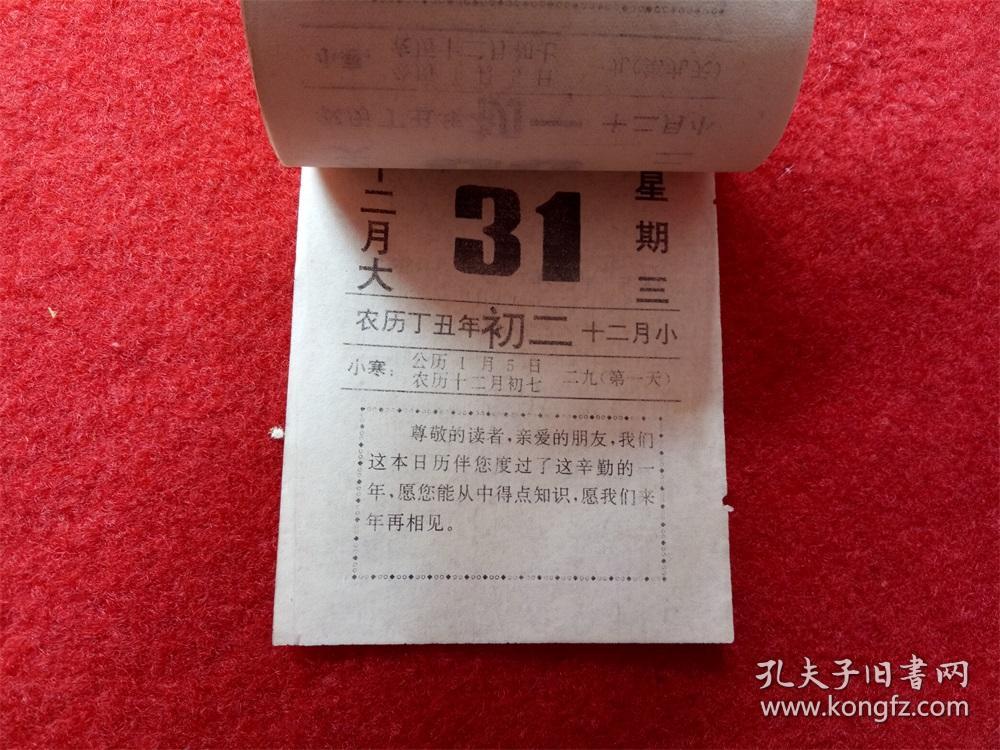 十二月大
31
星期三
农历丁丑年 初二 十二月小
小寒：公历1月5日
农历十二月初七
二九(第一天)
尊敬的读者，亲爱的朋友，我们
这本日历伴您度过了这辛勤的一
年，愿您能从中得点知识，愿我们来
年再相见。
孔夫子旧书网
www.kongfz.com